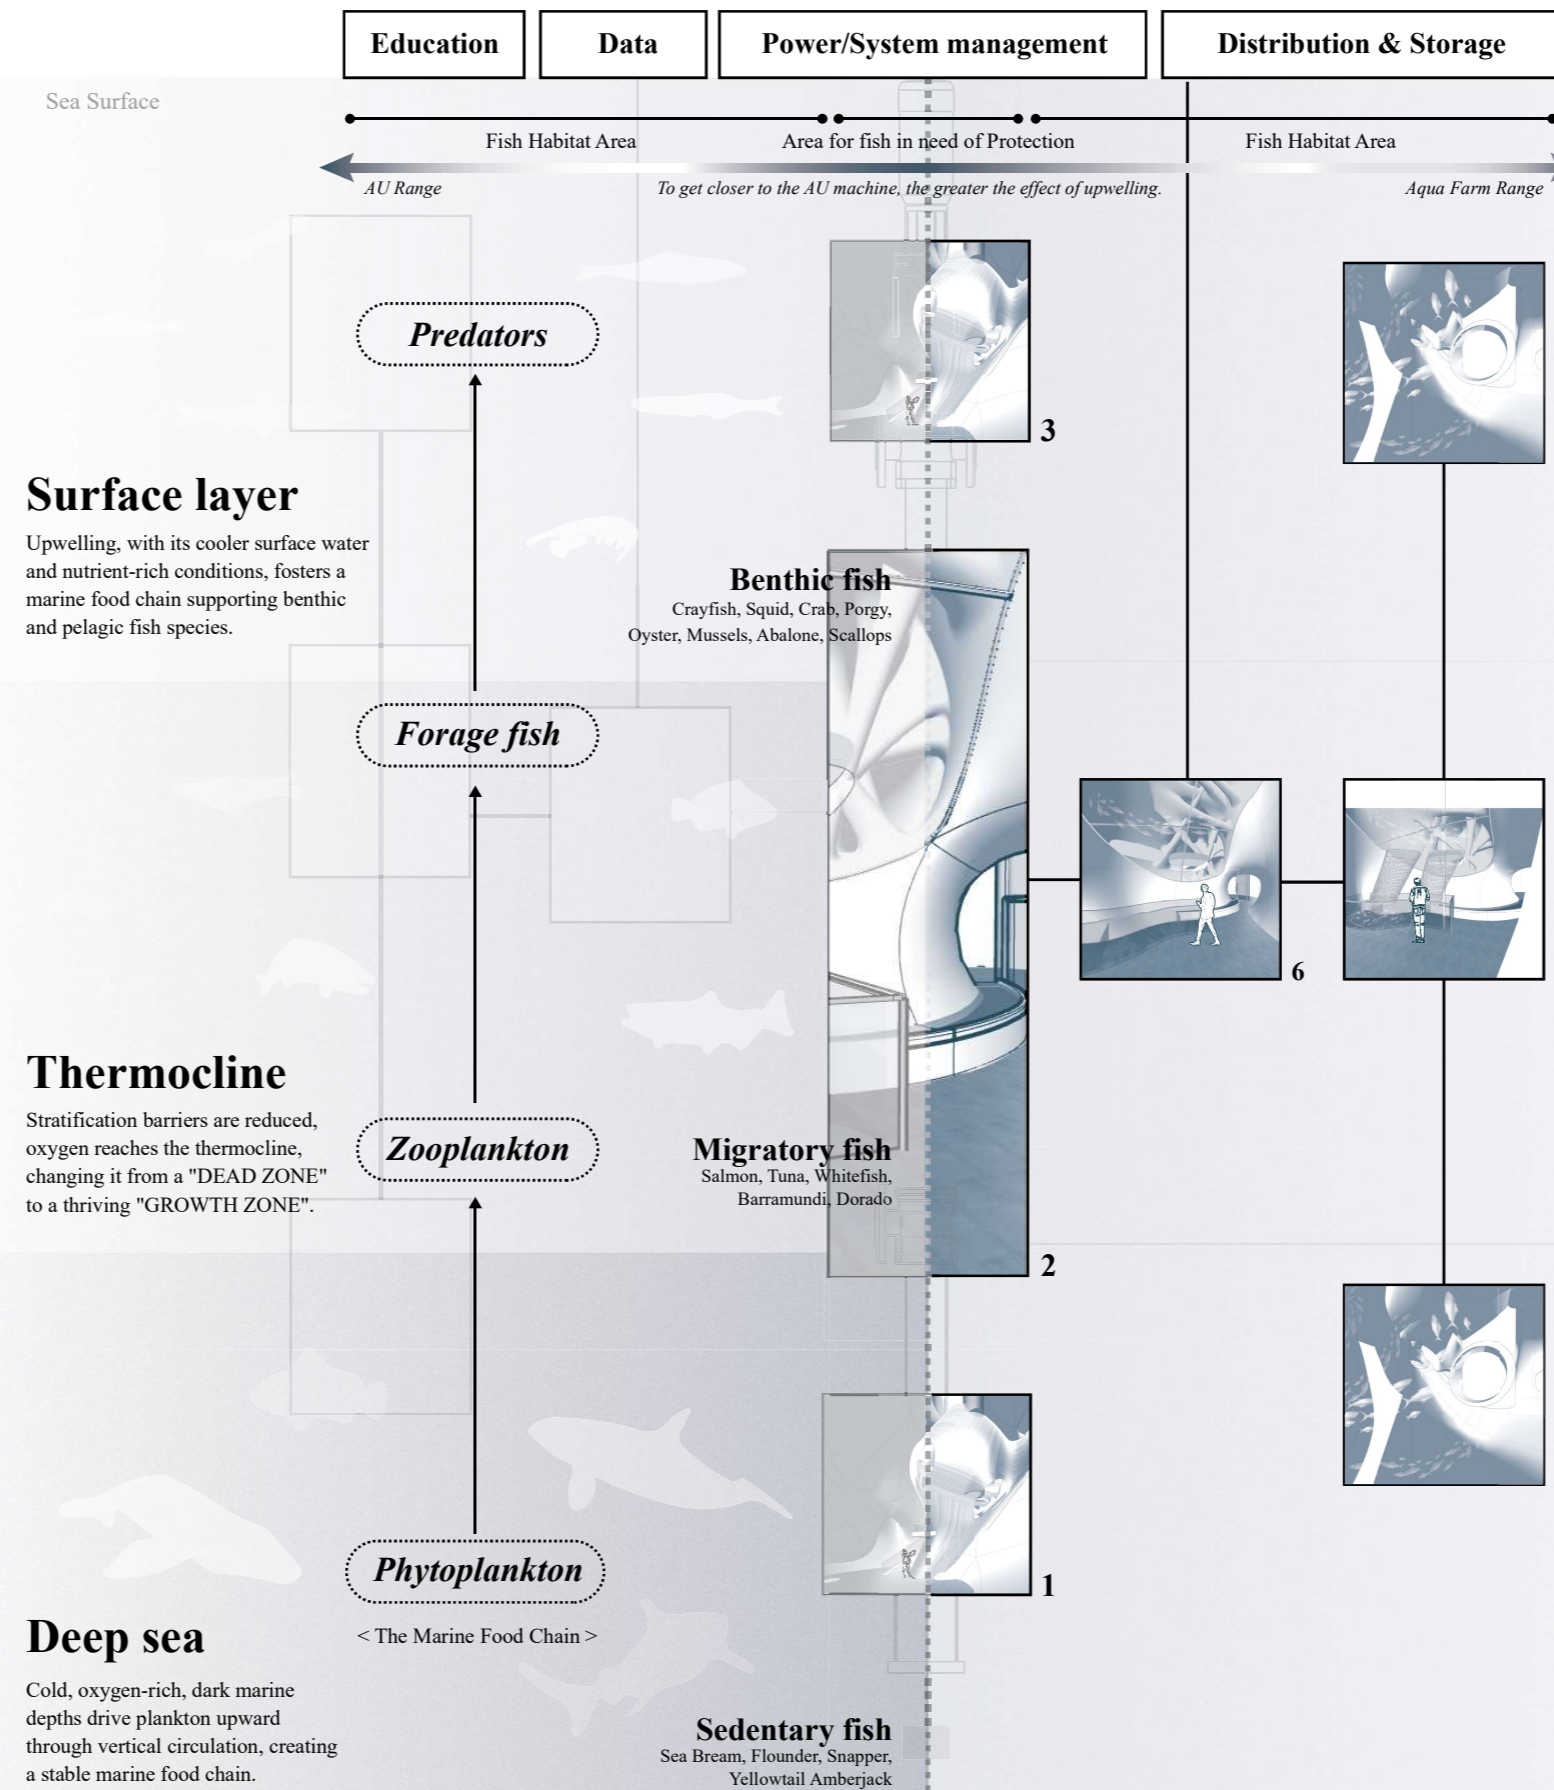 Education
Data
Power/System management
Distribution & Storage
Sea Surface
Fish Habitat Area
Area for fish in need of Protection
Fish Habitat Area
AU Range
To get closer to the AU machine, the greater the effect of upwelling.
Aqua Farm Range
Predators
3
Surface layer
Upwelling, with its cooler surface water
and nutrient-rich conditions, fosters a
marine food chain supporting benthic
and pelagic fish species.
Benthic fish
Crayfish, Squid, Crab, Porgy,
Oyster, Mussels, Abalone, Scallops
Forage fish
6
Thermocline
Stratification barriers are reduced,
oxygen reaches the thermocline,
changing it from a "DEAD ZONE"
to a thriving "GROWTH ZONE".
Zooplankton
Migratory fish
Salmon, Tuna, Whitefish,
Barramundi, Dorado
2
Phytoplankton
1
< The Marine Food Chain >
Deep sea
Cold, oxygen-rich, dark marine
depths drive plankton upward
through vertical circulation, creating
a stable marine food chain.
Sedentary fish
Sea Bream, Flounder, Snapper,
Yellowtail Amberjack